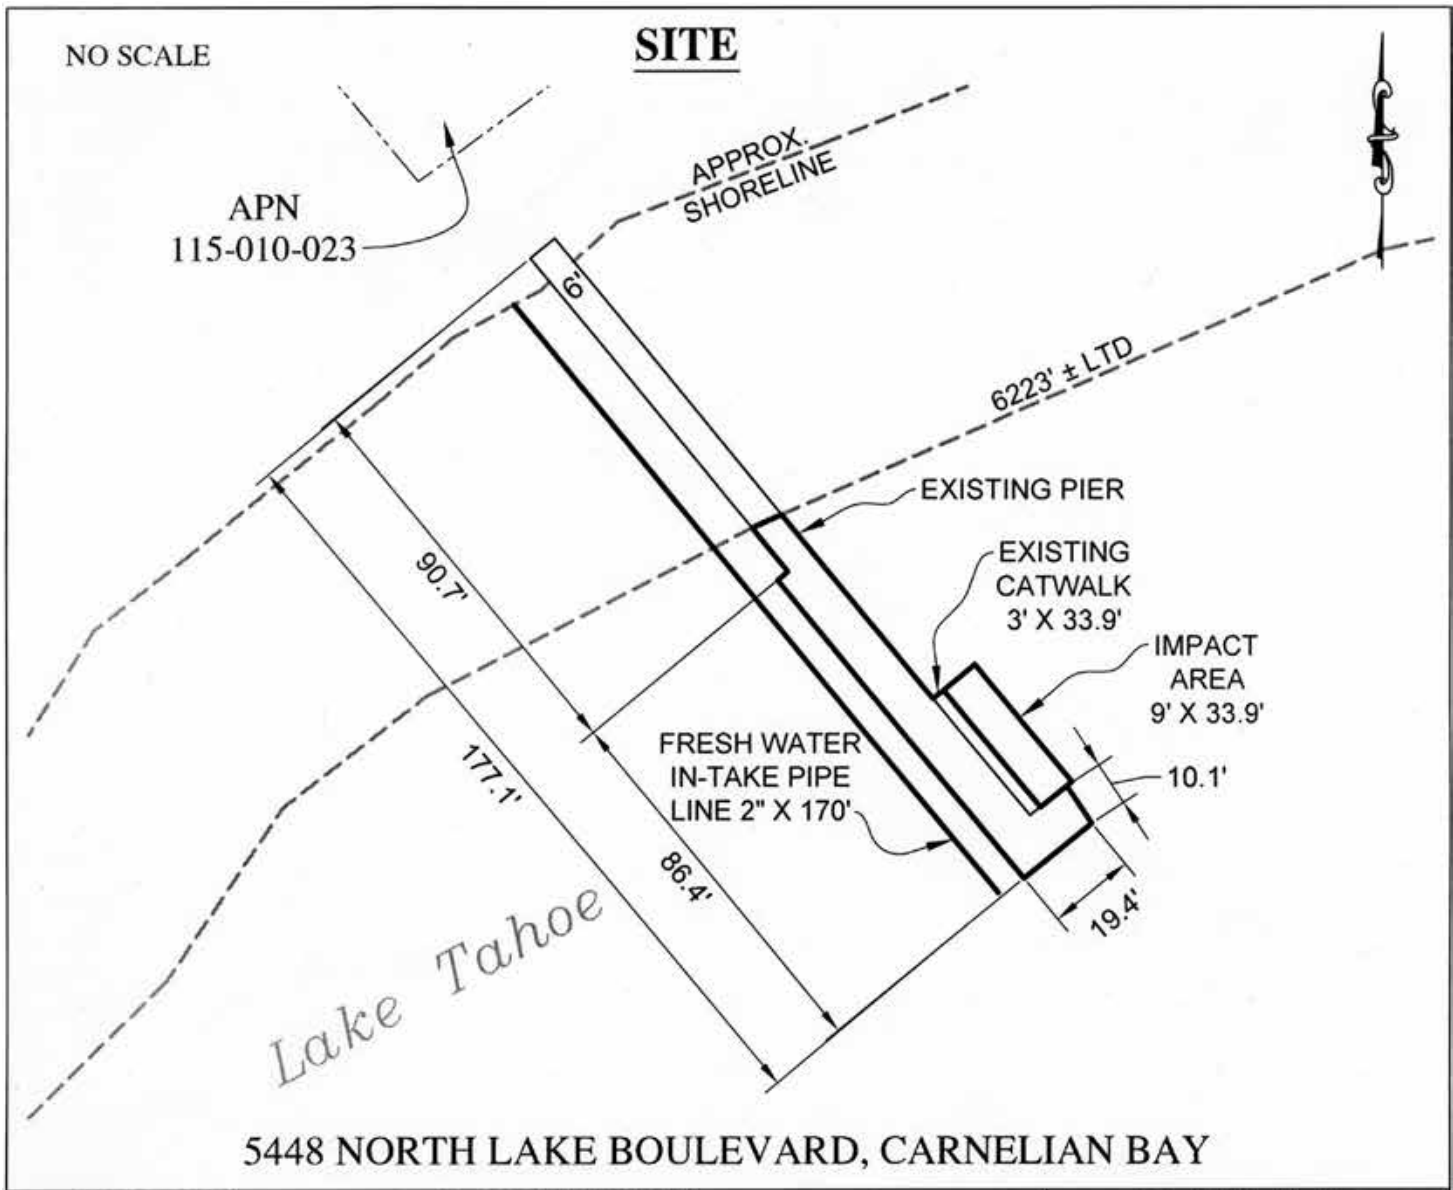 NO SCALE
SITE
APPROX.
SHORELINE
APN
115-010-023
6'
6223' ± LTD
EXISTING PIER
EXISTING
CATWALK
3' X 33.9'
IMPACT
AREA
9' X 33.9'
90.7'
177.1'
FRESH WATER
IN-TAKE PIPE
LINE 2" X 170'
10.1'
86.4'
19.4'
Lake Tahoe
5448 NORTH LAKE BOULEVARD, CARNELIAN BAY